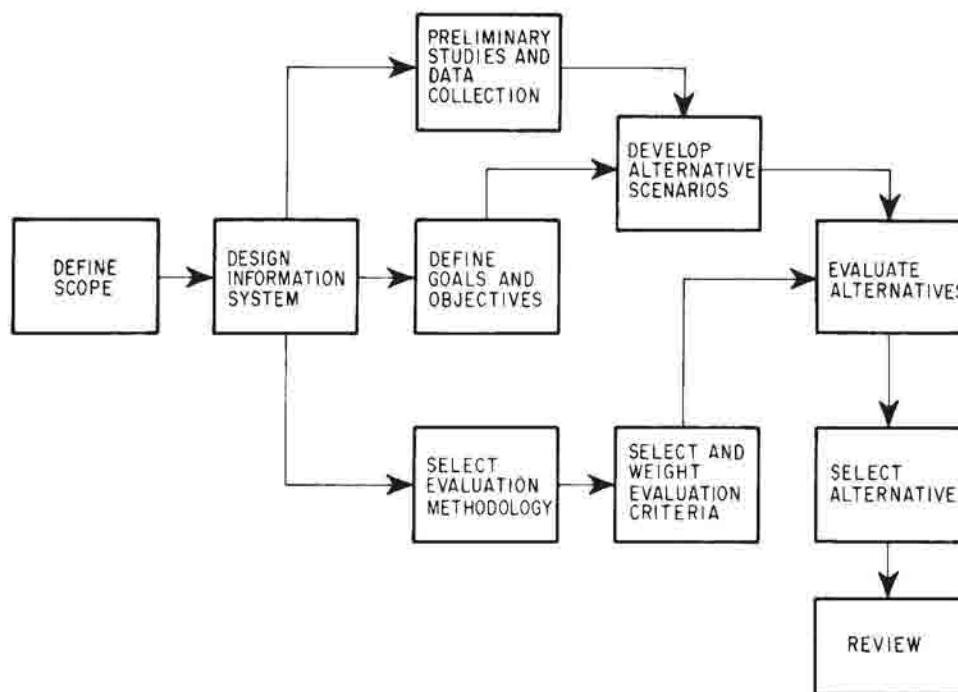 PRELIMINARY
STUDIES AND
DATA
COLLECTION
DEVELOP
ALTERNATIVE
SCENARIOS
DEFINE
SCOPE
DESIGN
INFORMATION
SYSTEM
DEFINE
GOALS AND
OBJECTIVES
EVALUATE
ALTERNATIVES
SELECT
EVALUATION
METHODOLOGY
SELECT AND
WEIGHT
EVALUATION
CRITERIA
SELECT
ALTERNATIVE
REVIEW